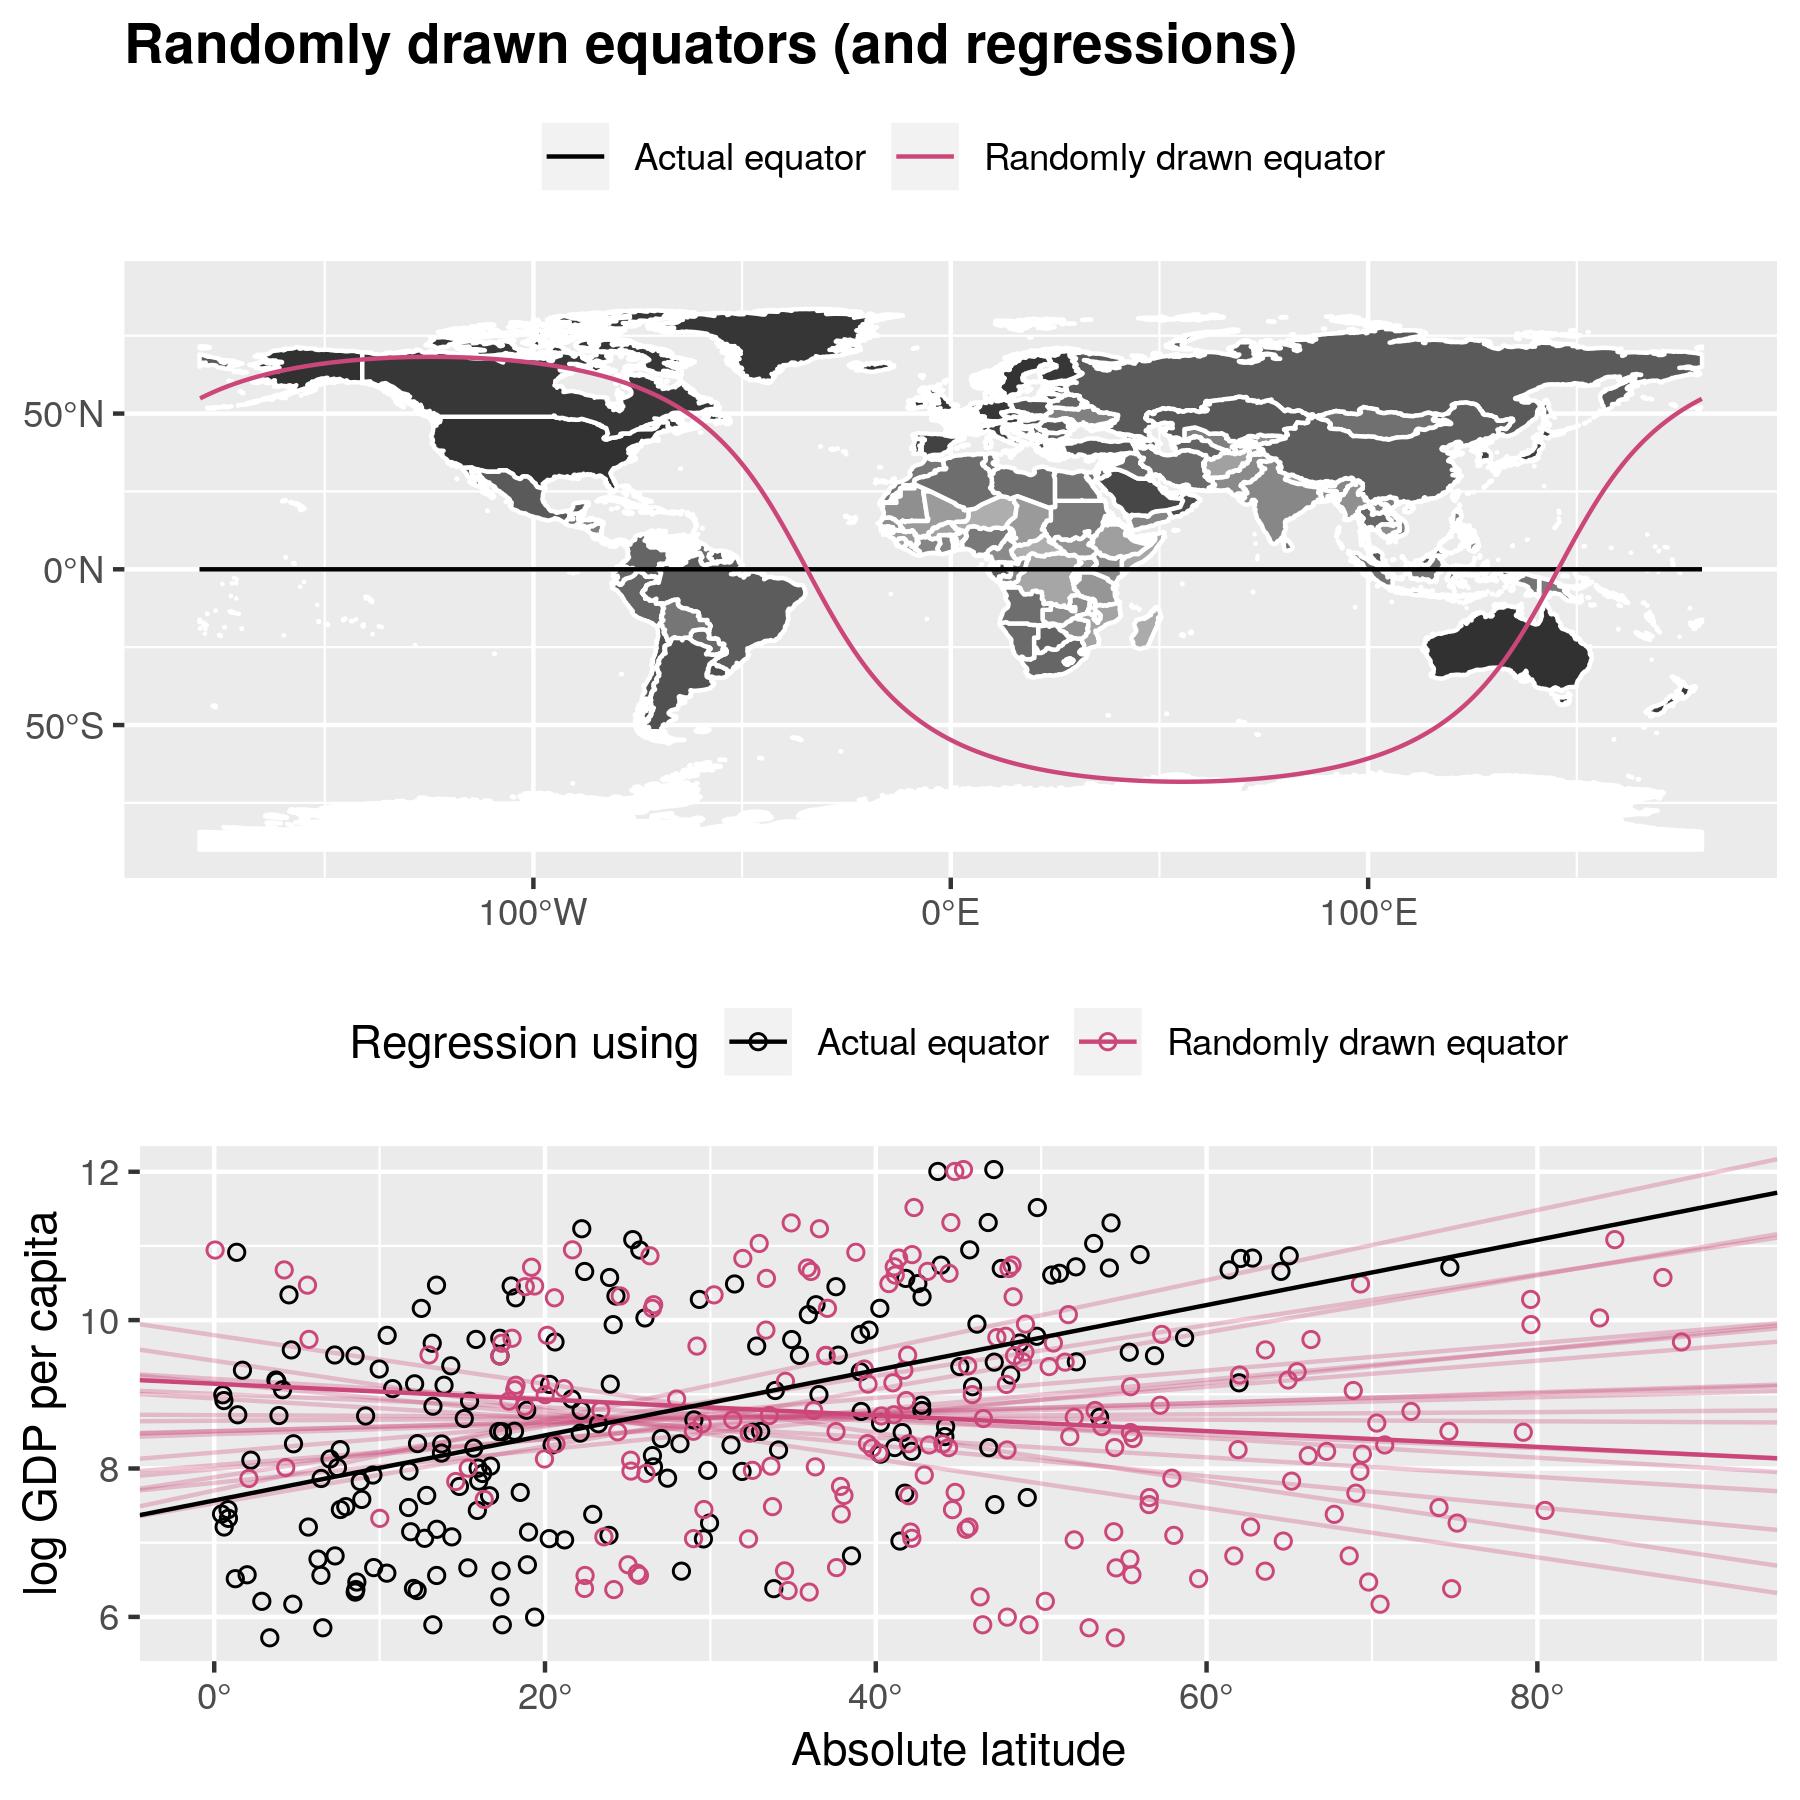 Randomly drawn equators (and regressions)
Actual equator Randomly drawn equator
50°N
0°N
50°S
100°W 0°E 100°E
Regression using Actual equator Randomly drawn equator
log GDP per capita
12
10
8
6
0° 20° 40° 60° 80°
Absolute latitude